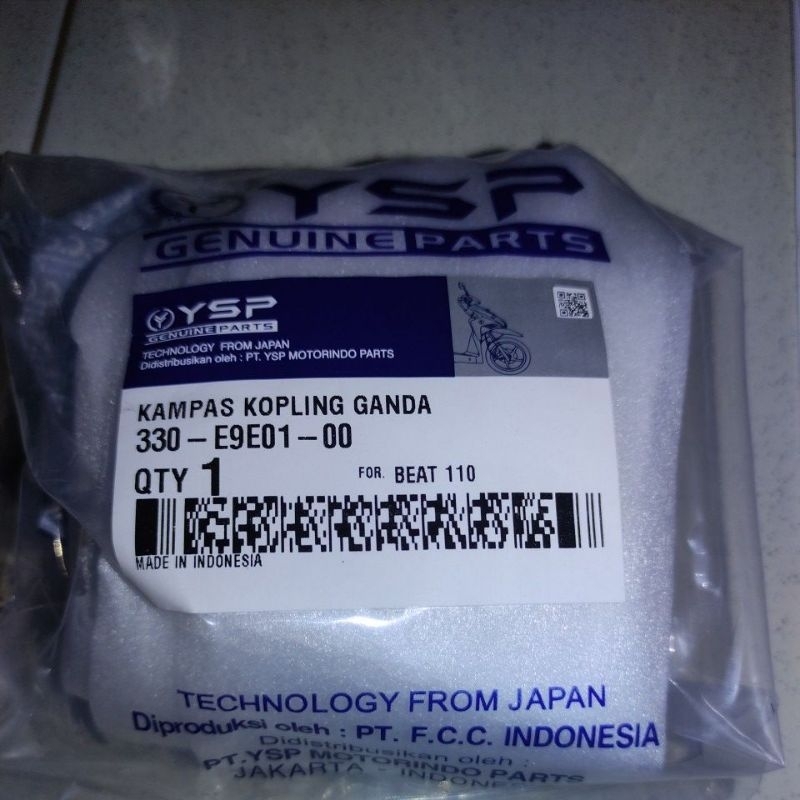 YSP
GENUINE PARTS
YSP
GENUINE PARTS
TECHNOLOGY FROM JAPAN
Didistribusikan oleh : PT. YSP MOTORINDO PARTS
KAMPAS KOPLING GANDA
330-E9E01-00
QTY 1 FOR. BEAT 110
MADE IN INDONESIA
TECHNOLOGY FROM JAPAN
Diproduksi oleh : PT. F.C.C. INDONESIA
Didistribusikan oleh :
PT.YSP MOTORINDO PARTS
JAKARTA - INDONE